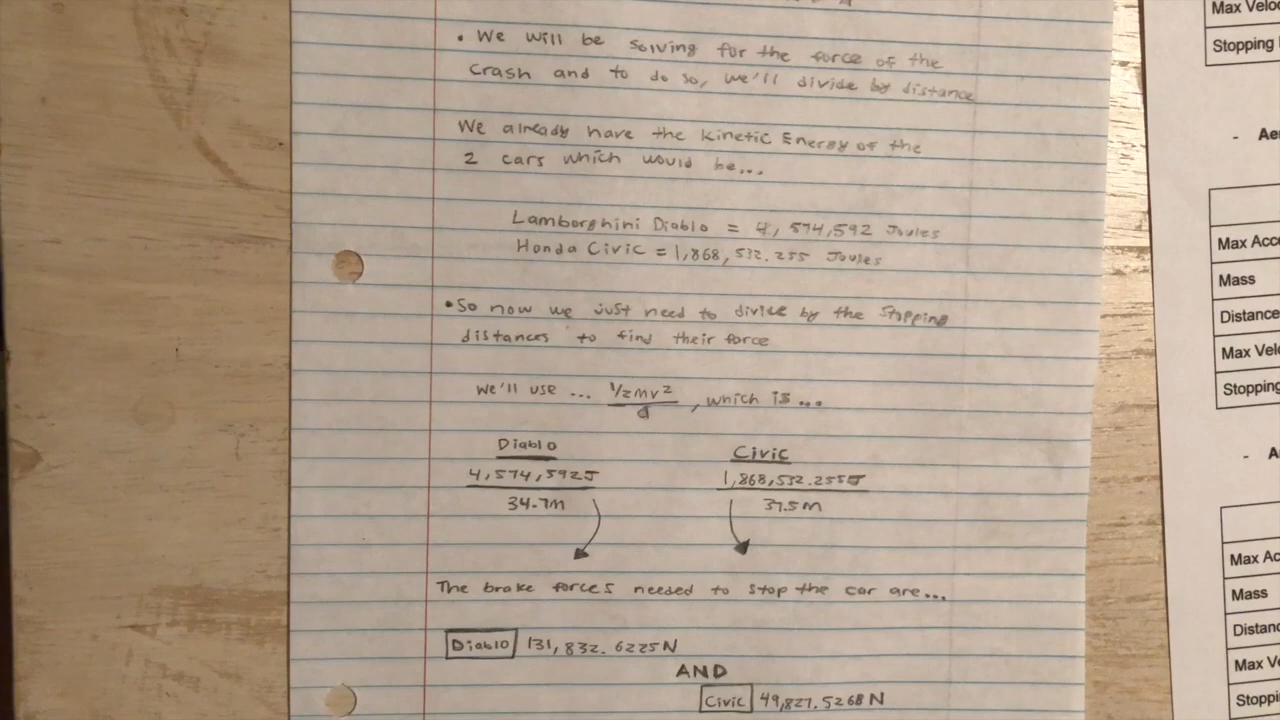 • We will be solving for the force of the
crash and to do so, we'll divide by distance
We already have the Kinetic Energy of the
2 cars which would be...
Lamborghini Diablo = 4,574,592 Joules
Honda Civic = 1,868,532.255 Joules
• So now we just need to divide by the stopping
distances to find their force
We'll use ... 1/2mv²/d, which is...
Diablo Civic
4,574,592J 1,868,532.255J
34.7m 37.5m
The brake forces needed to stop the car are...
Diablo 131,832.6225N
AND
Civic 49,827.5268N
Max Velo
Stopping
- Ae
Max Acc
Mass
Distance
Max Velo
Stopping
- A
Max Ac
Mass
Distanc
Max Ve
Stoppi